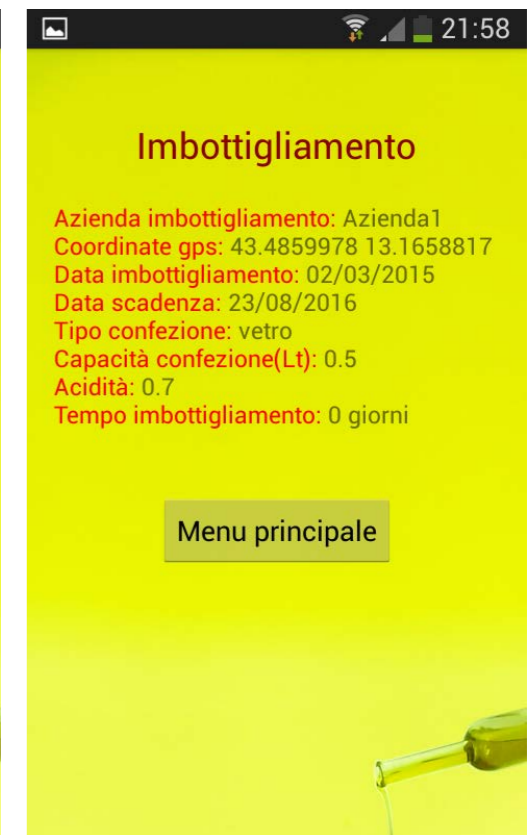 21:58
Imbottigliamento
Azienda imbottigliamento: Azienda1
Coordinate gps: 43.4859978 13.1658817
Data imbottigliamento: 02/03/2015
Data scadenza: 23/08/2016
Tipo confezione: vetro
Capacità confezione(Lt): 0.5
Acidità: 0.7
Tempo imbottigliamento: 0 giorni
Menu principale